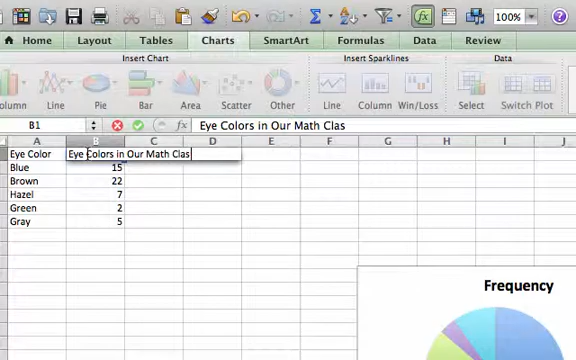 100%
Home Layout Tables Charts SmartArt Formulas Data Review
Insert Chart Insert Sparklines Data
Column Line Pie Bar Area Scatter Other Line Column Win/Loss Select Switch Plot
B1 fx Eye Colors in Our Math Clas
A B C D E F G H I J
Eye Color Eye Colors in Our Math Clas
Blue 15
Brown 22
Hazel 7
Green 2
Gray 5
Frequency